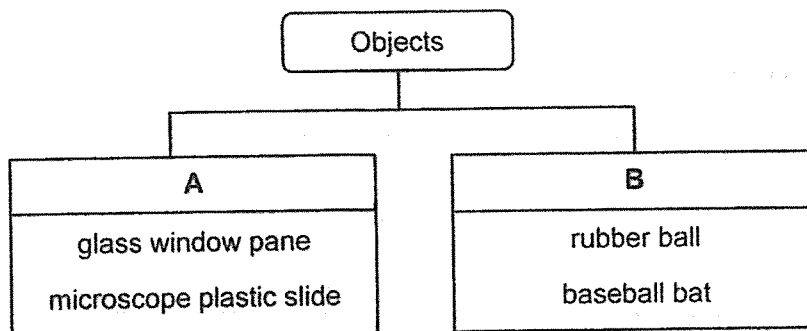 Objects
A
glass window pane
microscope plastic slide
B
rubber ball
baseball bat